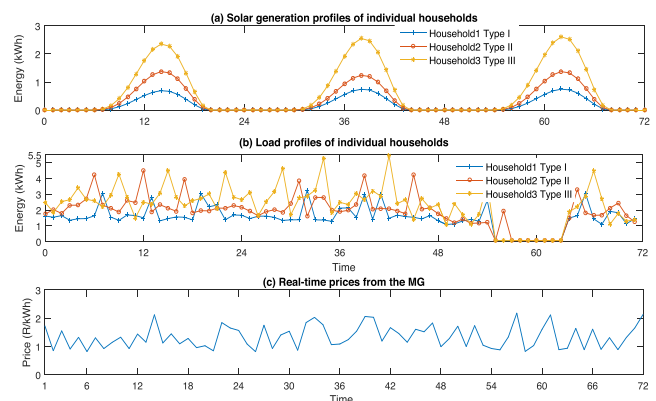 (a) Solar generation profiles of individual households
Energy (kWh)
3
2
1
0
Household1 Type I
Household2 Type II
Household3 Type III
0 12 24 36 48 60 72
(b) Load profiles of individual households
Energy (kWh)
5.5
5
4
3
2
1
0
Household1 Type I
Household2 Type II
Household3 Type III
0 12 24 36 48 60 72
Time
(c) Real-time prices from the MG
Price (R/kWh)
3
2
1
0
1 6 12 18 24 30 36 42 48 54 60 66 72
Time